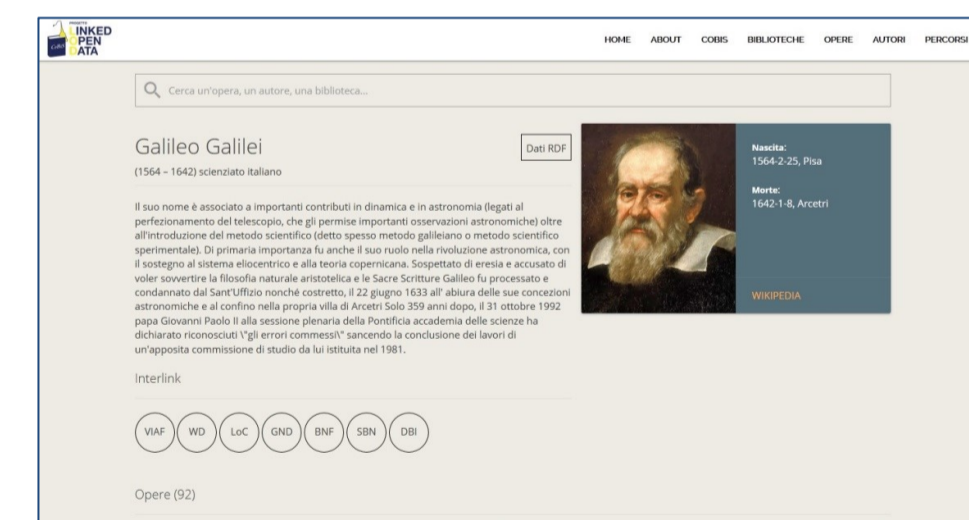 PROGETTO
LINKED
OPEN
DATA
CoBiS
HOME ABOUT COBIS BIBLIOTECHE OPERE AUTORI PERCORSI
Cerca un'opera, un autore, una biblioteca...
Galileo Galilei
Dati RDF
(1564 – 1642) scienziato italiano
Il suo nome è associato a importanti contributi in dinamica e in astronomia (legati al
perfezionamento del telescopio, che gli permise importanti osservazioni astronomiche) oltre
all'introduzione del metodo scientifico (detto spesso metodo galileiano o metodo scientifico
sperimentale). Di primaria importanza fu anche il suo ruolo nella rivoluzione astronomica, con
il sostegno al sistema eliocentrico e alla teoria copernicana. Sospettato di eresia e accusato di
voler sovvertire la filosofia naturale aristotelica e le Sacre Scritture Galileo fu processato e
condannato dal Sant'Uffizio nonché costretto, il 22 giugno 1633 all' abiura delle sue concezioni
astronomiche e al confino nella propria villa di Arcetri Solo 359 anni dopo, il 31 ottobre 1992
papa Giovanni Paolo II alla sessione plenaria della Pontificia accademia delle scienze ha
dichiarato riconosciuti \"gli errori commessi\" sancendo la conclusione dei lavori di
un'apposita commissione di studio da lui istituita nel 1981.
Nascita:
1564-2-25, Pisa
Morte:
1642-1-8, Arcetri
WIKIPEDIA
Interlink
VIAF WD LoC GND BNF SBN DBI
Opere (92)